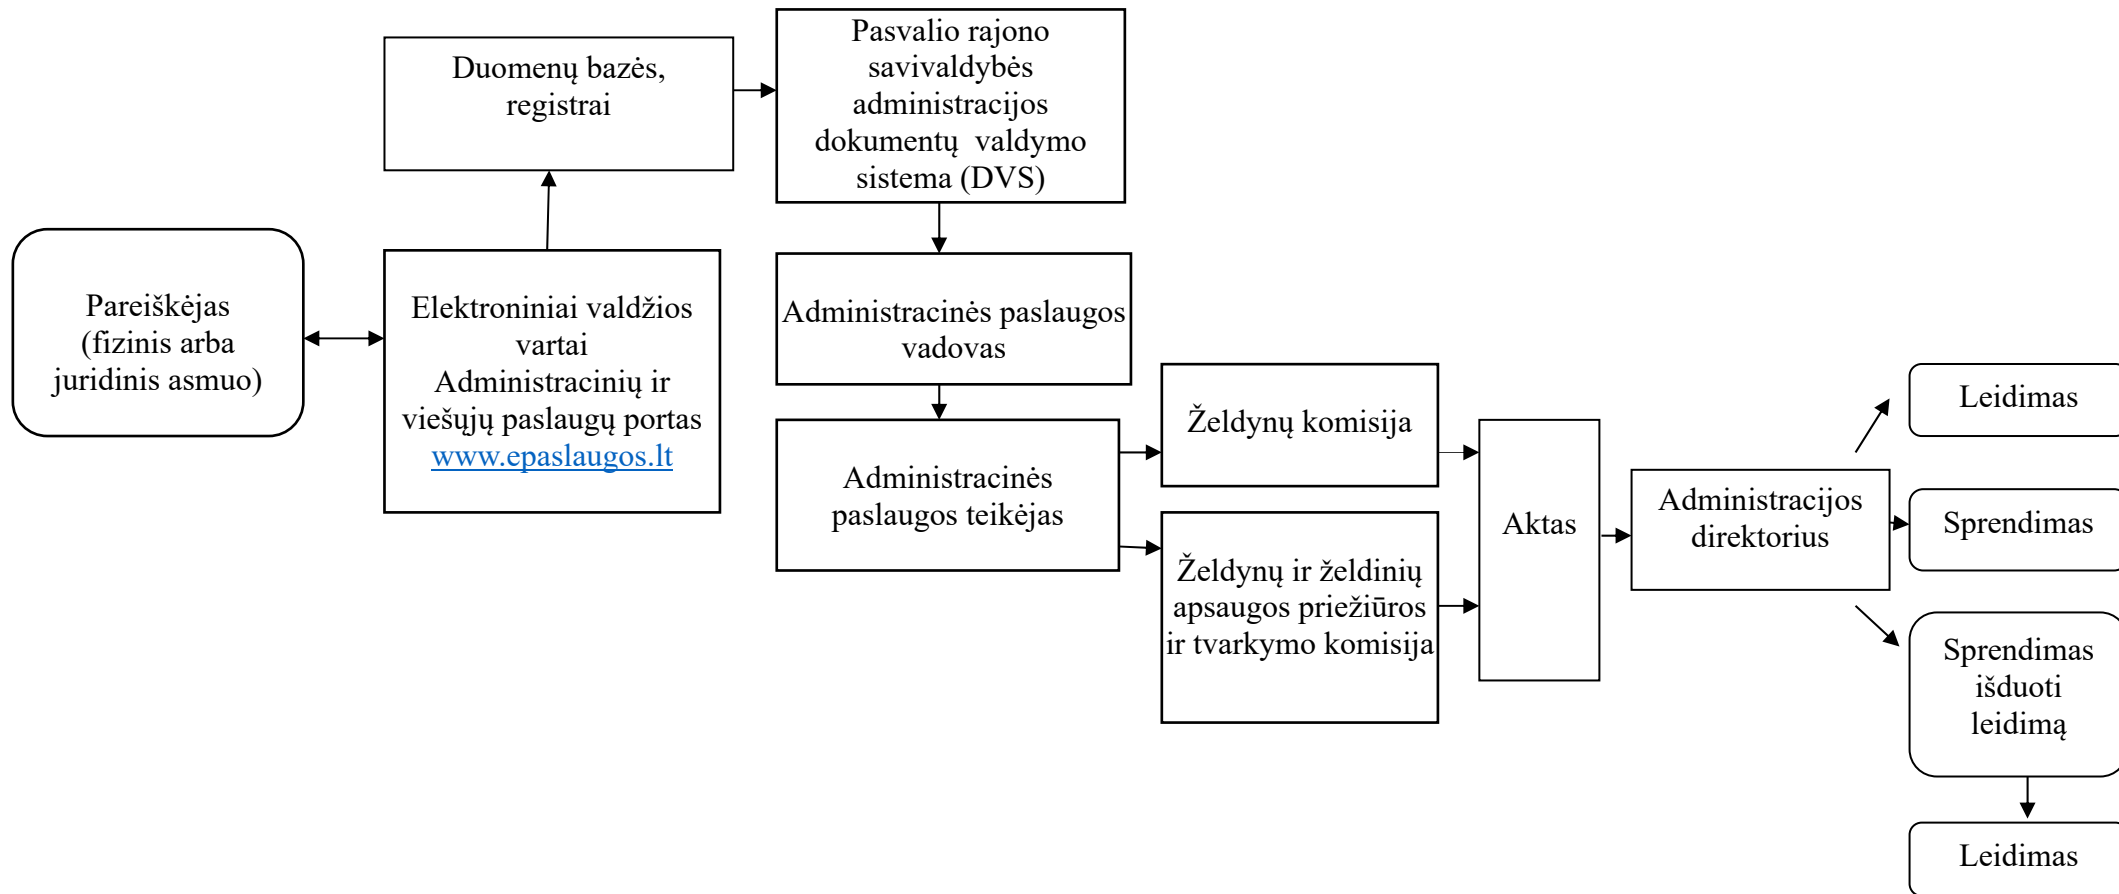 Pareiškėjas
(fizinis arba
juridinis asmuo)
Duomenų bazės,
registrai
Elektroniniai valdžios
vartai
Administracinių ir
viešųjų paslaugų portas
www.epaslaugos.lt
Pasvalio rajono
savivaldybės
administracijos
dokumentų valdymo
sistema (DVS)
Administracinės paslaugos
vadovas
Administracinės
paslaugos teikėjas
Želdynų komisija
Želdynų ir želdinių
apsaugos priežiūros
ir tvarkymo komisija
Aktas
Administracijos
direktorius
Leidimas
Sprendimas
Sprendimas
išduoti
leidimą
Leidimas